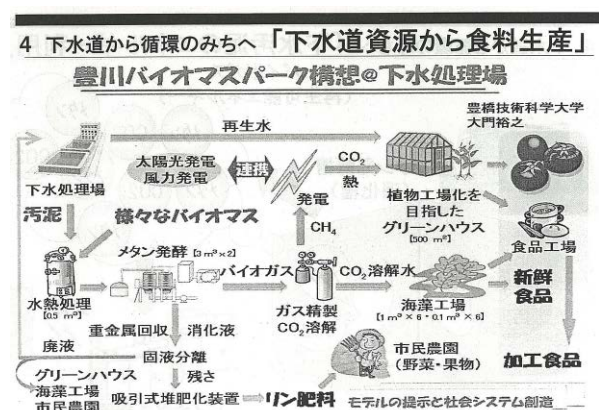 4 下水道から循環のみちへ「下水道資源から食料生産」
豊川バイオマスパーク構想@下水処理場
再生水
豊橋技術科学大学
大門裕之
太陽光発電
風力発電
連携
CO₂
熱
下水処理場
発電
植物工場化を
目指した
グリーンハウス
[500 m²]
汚泥
様々なバイオマス
CH₄
食品工場
メタン発酵 [3 m³×2]
バイオガス
CO₂溶解水
新鮮
食品
水熱処理
[0.5 m³]
ガス精製
CO₂溶解
海藻工場
[1 m³×6・0.1 m³×6]
重金属回収
消化液
廃液
固液分離
市民農園
(野菜・果物)
加工食品
グリーンハウス
海藻工場
市民農園
残さ
吸引式堆肥化装置
リン肥料
モデルの提示と社会システム創造